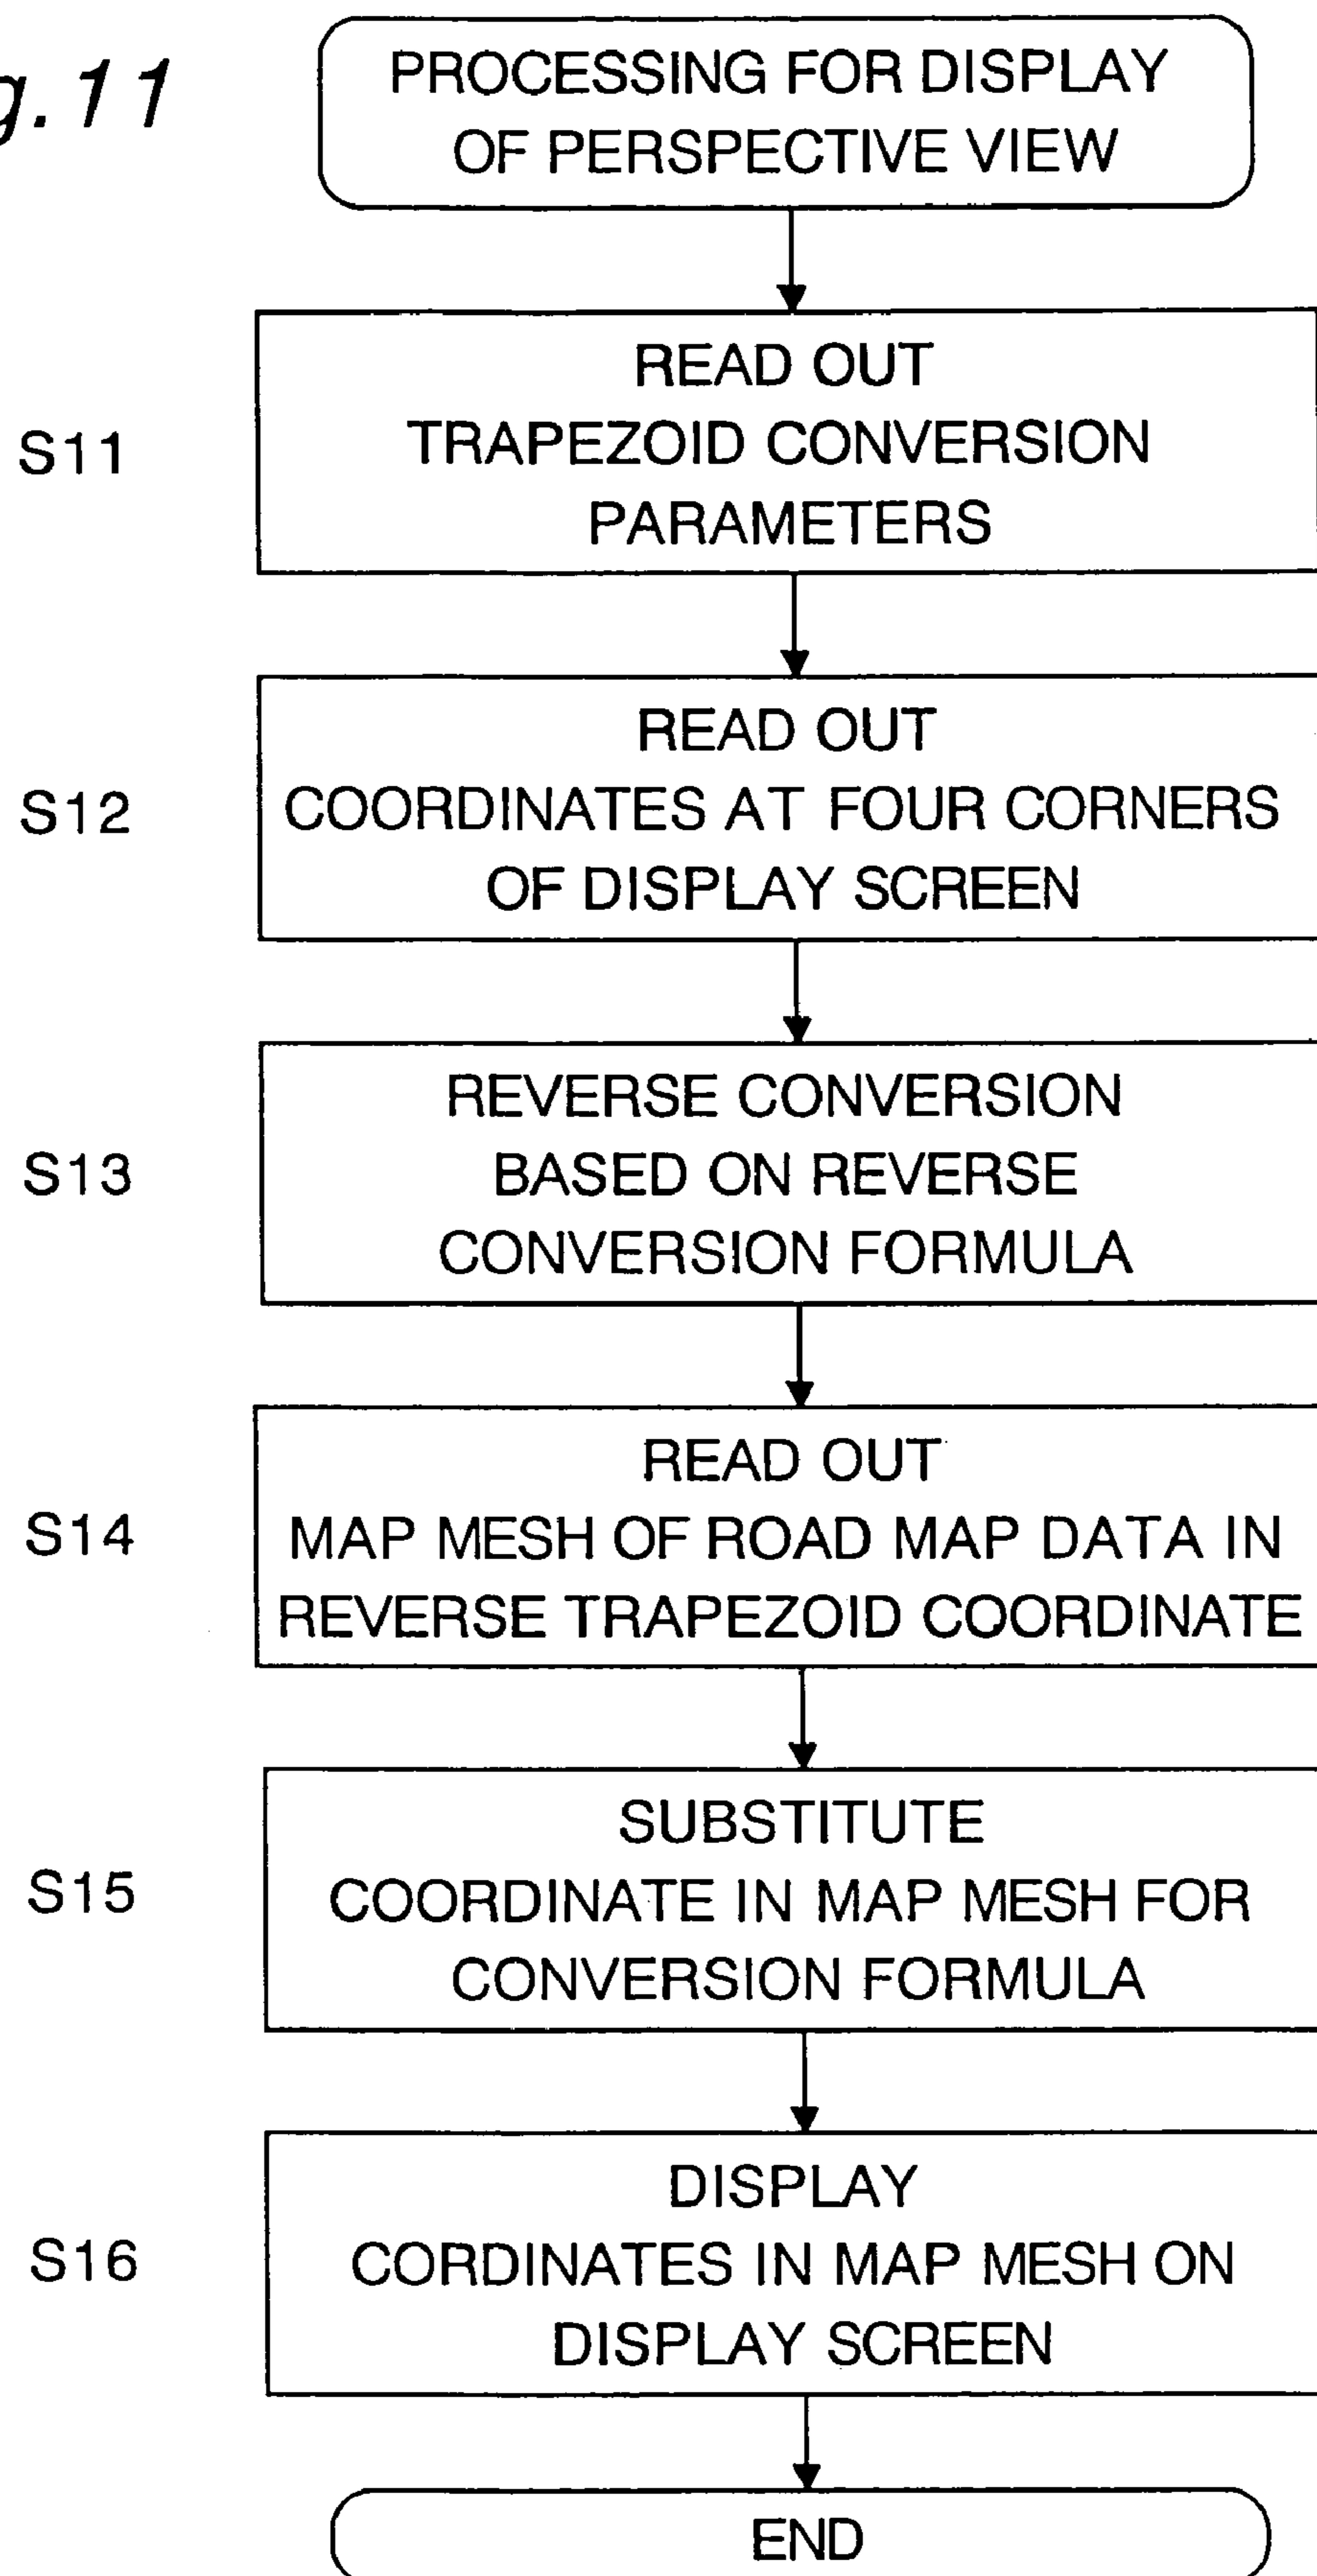 g.11
PROCESSING FOR DISPLAY
OF PERSPECTIVE VIEW
S11
READ OUT
TRAPEZOID CONVERSION
PARAMETERS
S12
READ OUT
COORDINATES AT FOUR CORNERS
OF DISPLAY SCREEN
S13
REVERSE CONVERSION
BASED ON REVERSE
CONVERSION FORMULA
S14
READ OUT
MAP MESH OF ROAD MAP DATA IN
REVERSE TRAPEZOID COORDINATE
S15
SUBSTITUTE
COORDINATE IN MAP MESH FOR
CONVERSION FORMULA
S16
DISPLAY
CORDINATES IN MAP MESH ON
DISPLAY SCREEN
END